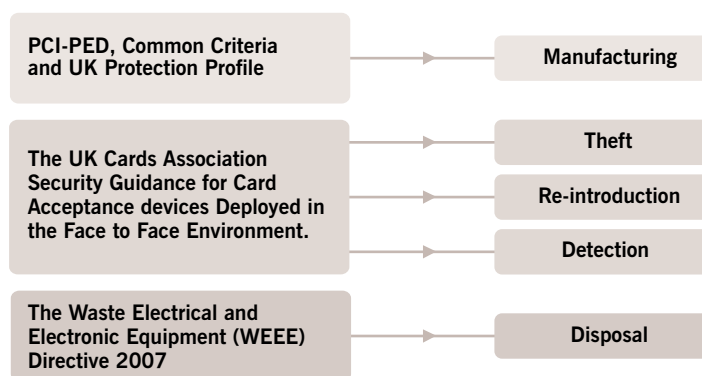 PCI-PED, Common Criteria
and UK Protection Profile
Manufacturing
The UK Cards Association
Security Guidance for Card
Acceptance devices Deployed in
the Face to Face Environment.
Theft
Re-introduction
Detection
The Waste Electrical and
Electronic Equipment (WEEE)
Directive 2007
Disposal